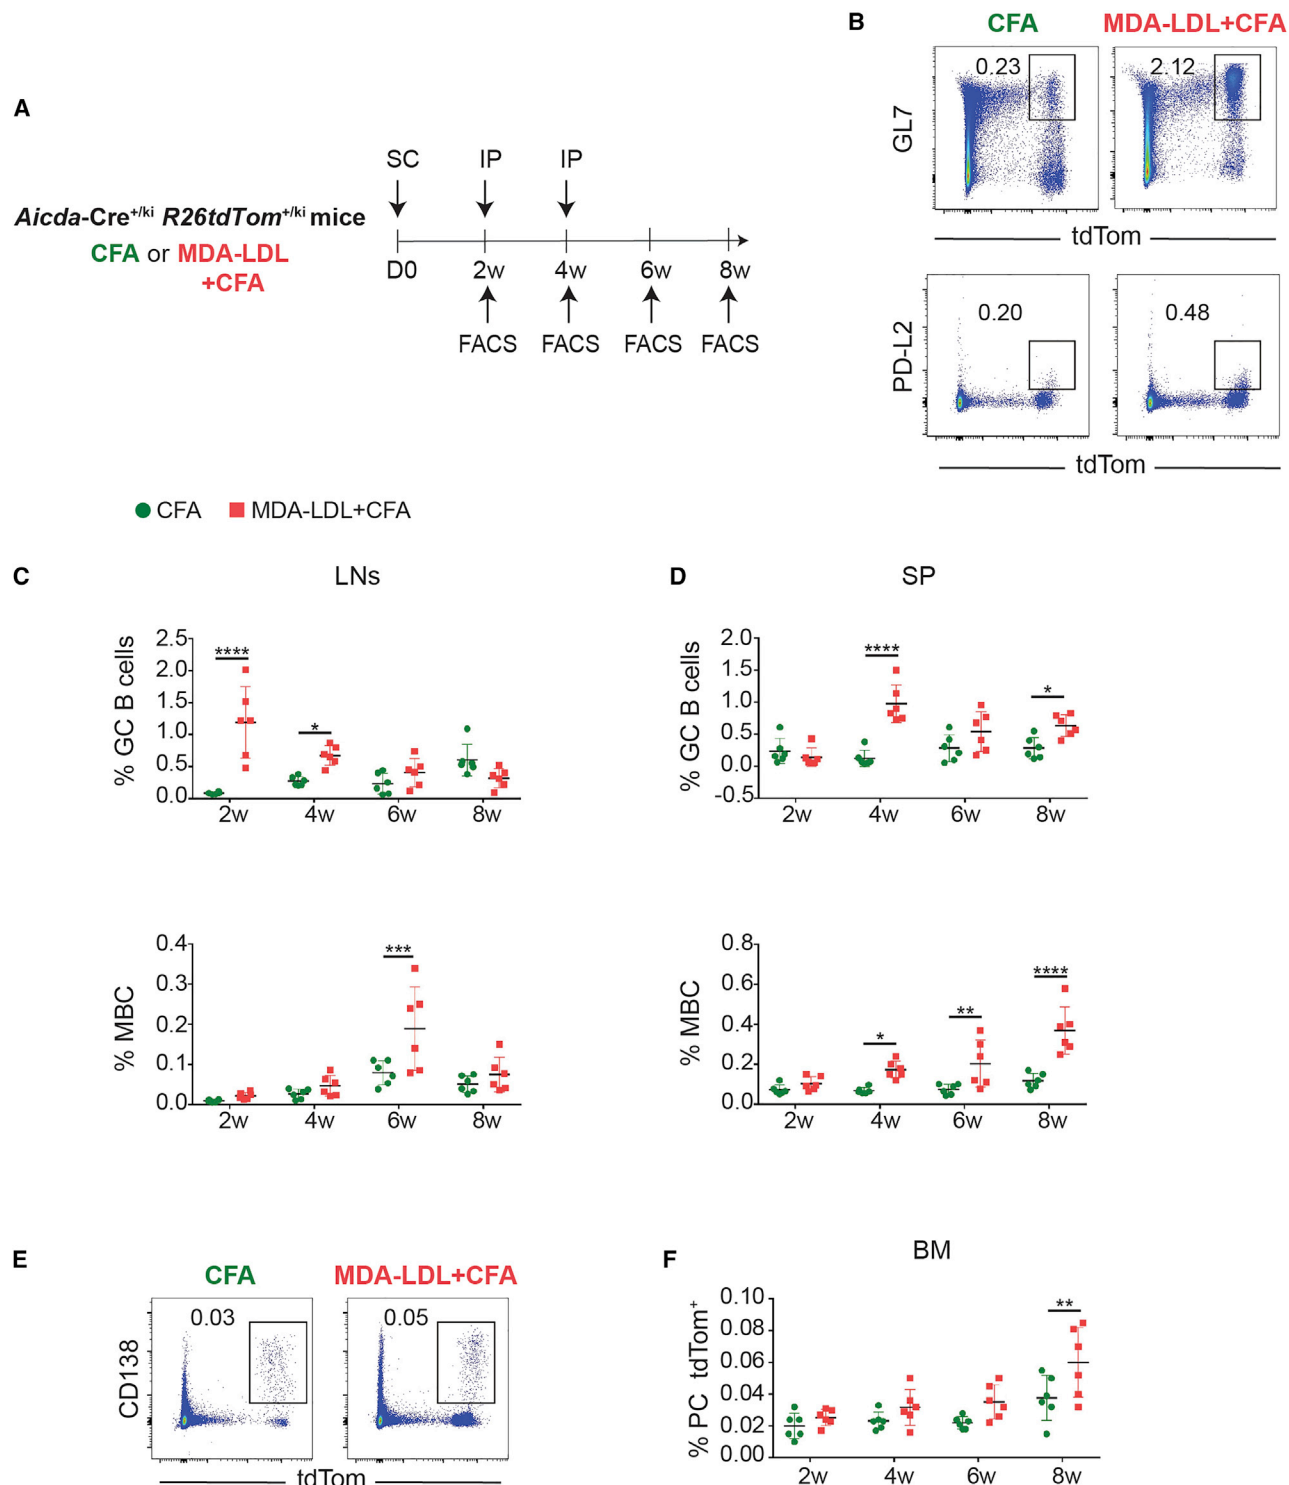 A
SC IP IP
Aicda-Cre+/ki R26tdTom+/ki mice
CFA or MDA-LDL
+CFA
D0 2w 4w 6w 8w
FACS FACS FACS FACS
B
CFA MDA-LDL+CFA
GL7
0.23 2.12
tdTom
PD-L2
0.20 0.48
tdTom
CFA MDA-LDL+CFA
C
LNs
% GC B cells
2.5
2.0
1.5
1.0
0.5
0.0
**** *
2w 4w 6w 8w
% MBC
0.4
0.3
0.2
0.1
0.0
***
2w 4w 6w 8w
D
SP
% GC B cells
2.0
1.5
1.0
0.5
0.0
-0.5
**** *
2w 4w 6w 8w
% MBC
0.8
0.6
0.4
0.2
0.0
* ** ****
2w 4w 6w 8w
E
CFA MDA-LDL+CFA
CD138
0.03 0.05
tdTom
F
BM
% PC tdTom+
0.10
0.08
0.06
0.04
0.02
0.00
**
2w 4w 6w 8w